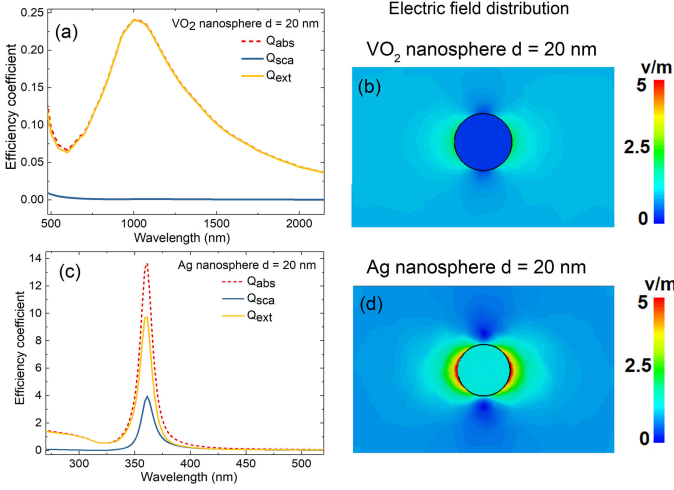 Electric field distribution
(a)
VO2 nanosphere d = 20 nm
Qabs
Qsca
Qext
Efficiency coefficient
0.25
0.20
0.15
0.10
0.05
0.00
500
1000
1500
2000
Wavelength (nm)
VO2 nanosphere d = 20 nm
(b)
v/m
5
2.5
0
(c)
Ag nanosphere d = 20 nm
Qabs
Qsca
Qext
Efficiency coefficient
14
12
10
8
6
4
2
0
300
350
400
450
500
Wavelength (nm)
Ag nanosphere d = 20 nm
(d)
v/m
5
2.5
0